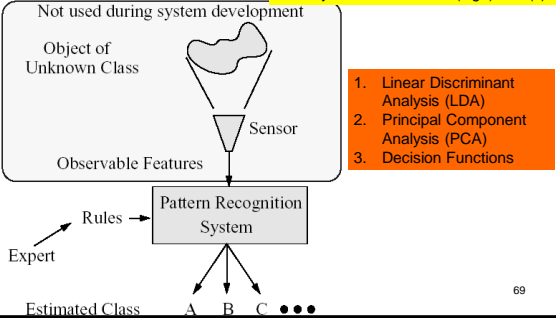 Not used during system development
Object of
Unknown Class
Sensor
Observable Features
1. Linear Discriminant
Analysis (LDA)
2. Principal Component
Analysis (PCA)
3. Decision Functions
Pattern Recognition
System
Rules
Expert
69
Estimated Class A B C